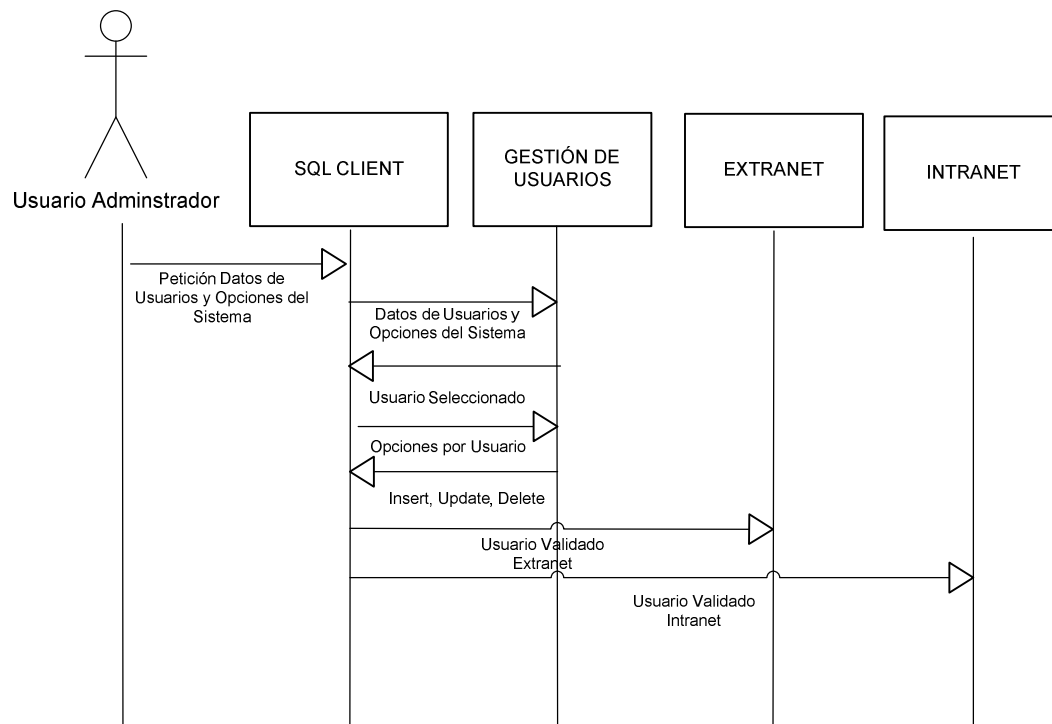 Usuario Adminstrador
SQL CLIENT
GESTIÓN DE
USUARIOS
EXTRANET
INTRANET
Petición Datos de
Usuarios y Opciones del
Sistema
Datos de Usuarios y
Opciones del Sistema
Usuario Seleccionado
Opciones por Usuario
Insert, Update, Delete
Usuario Validado
Extranet
Usuario Validado
Intranet